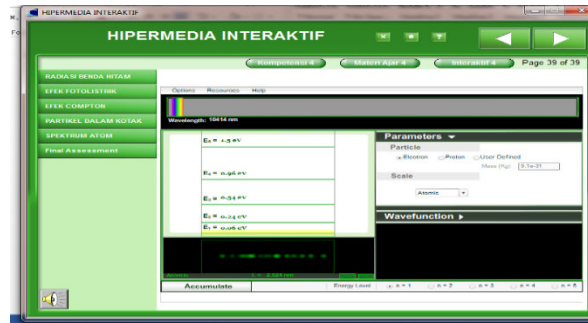 HIPERMEDIA INTERAKTIF
HIPERMEDIA INTERAKTIF
?
Kompetensi 4
Materi Ajar 4
Interaktif 4
Page 39 of 39
RADIASI BENDA HITAM
EFEK FOTOLISTRIK
EFEK COMPTON
PARTIKEL DALAM KOTAK
SPEKTRUM ATOM
Final Assessment
Options Resources Help
Wavelength: 10414 nm
E₅ = 1.5 eV
E₄ = 0.96 eV
E₃ = 0.54 eV
E₂ = 0.24 eV
E₁ = 0.06 eV
Parameters
Particle
Electron Proton User Defined
Mass (Kg) 9.1e-31
Scale
Atomic
Wavefunction
Accumulate
Energy Level n = 1 n = 2 n = 3 n = 4 n = 5